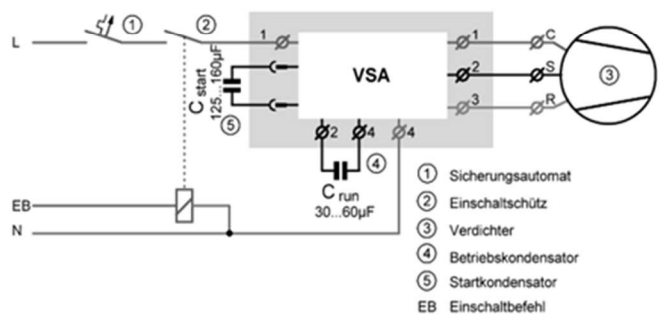 L
1
2
1
VSA
1
C
2
S
3
3
R
C start
125...160µF
5
2
4
4
4
C run
30...60µF
EB
N
1 Sicherungsautomat
2 Einschaltschütz
3 Verdichter
4 Betriebskondensator
5 Startkondensator
EB Einschaltbefehl